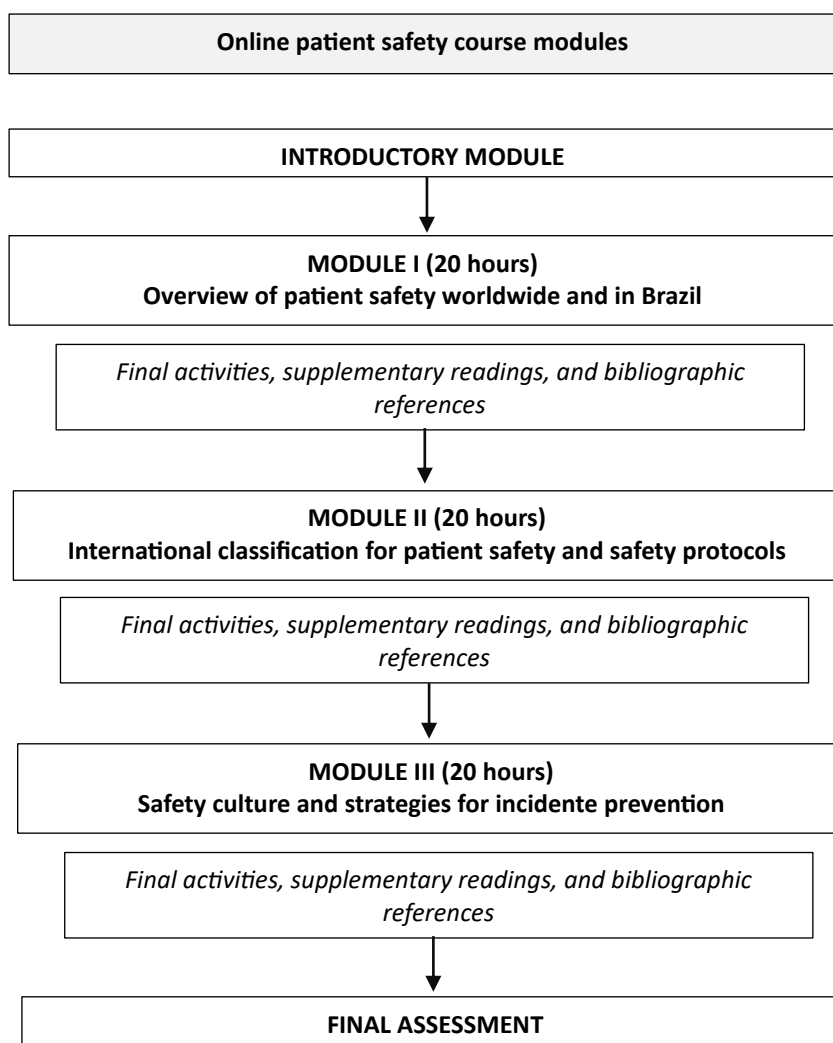 Online patient safety course modules
INTRODUCTORY MODULE
MODULE I (20 hours)
Overview of patient safety worldwide and in Brazil
Final activities, supplementary readings, and bibliographic
references
MODULE II (20 hours)
International classification for patient safety and safety protocols
Final activities, supplementary readings, and bibliographic
references
MODULE III (20 hours)
Safety culture and strategies for incidente prevention
Final activities, supplementary readings, and bibliographic
references
FINAL ASSESSMENT